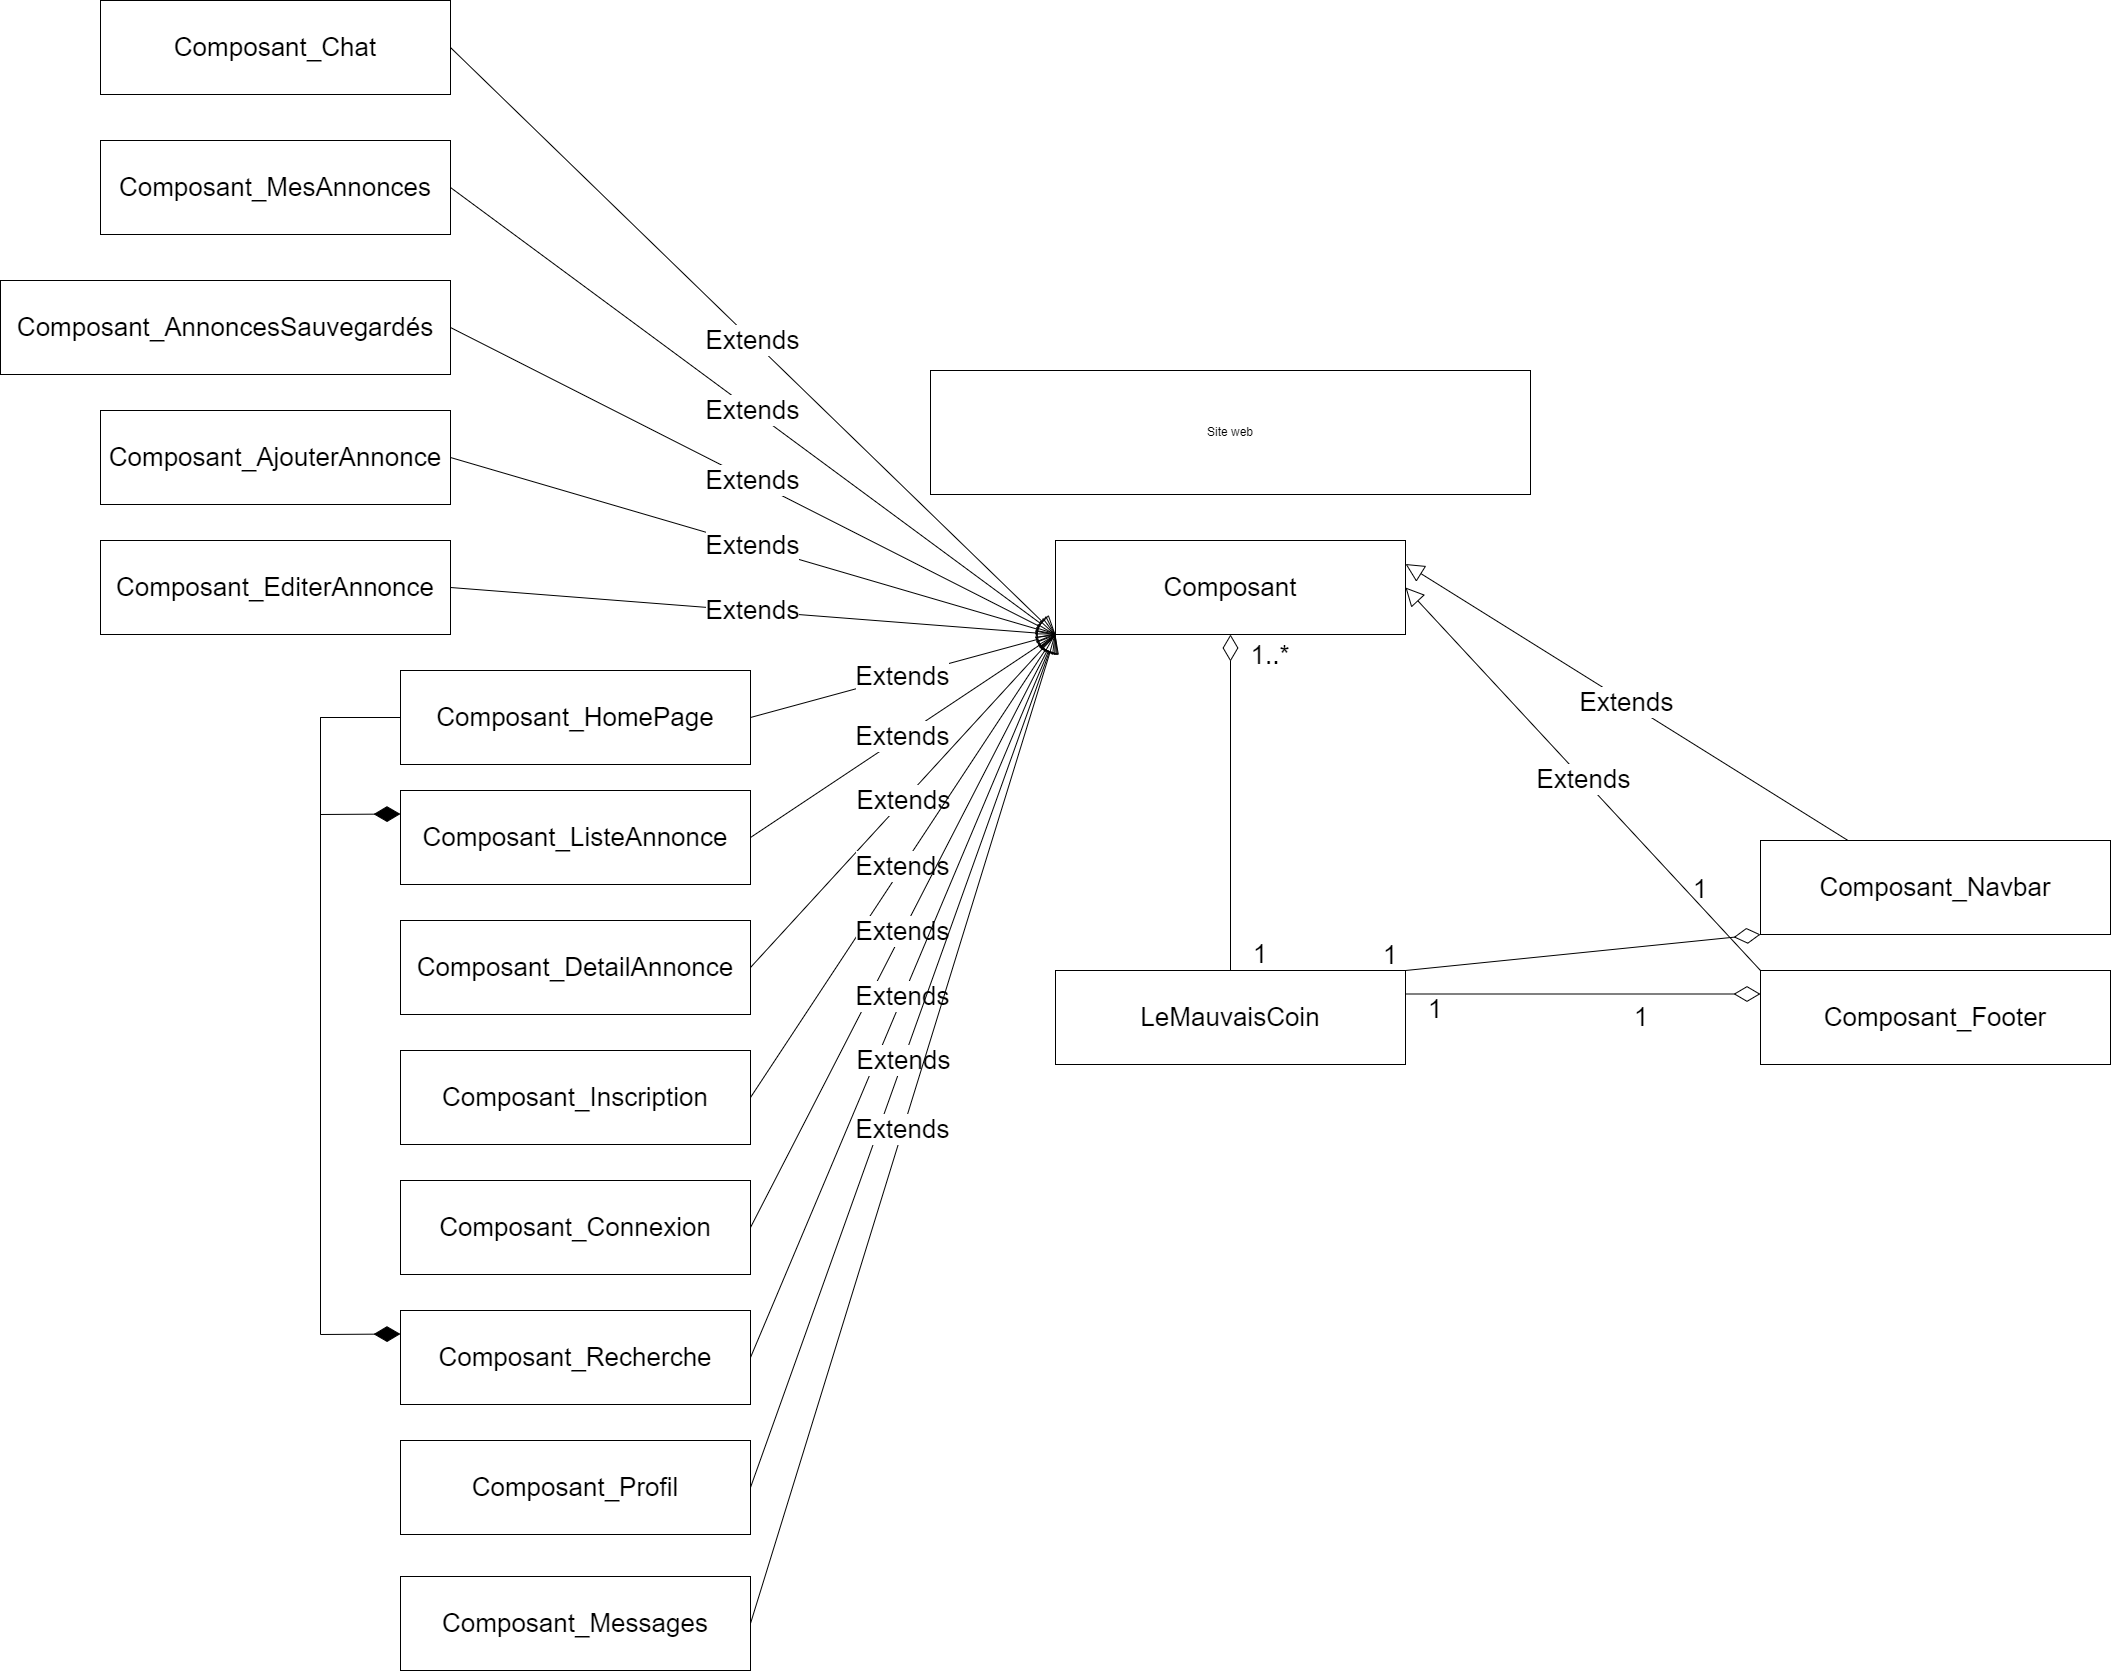 Composant_Chat
Composant_MesAnnonces
Composant_AnnoncesSauvegardés
Composant_AjouterAnnonce
Composant_EditerAnnonce
Extends
Extends
Extends
Extends
Extends
Composant_HomePage
Composant_ListeAnnonce
Composant_DetailAnnonce
Composant_Inscription
Composant_Connexion
Composant_Recherche
Composant_Profil
Composant_Messages
Extends
Extends
Extends
Extends
Extends
Extends
Extends
Extends
Site web
Composant
1..*
1
LeMauvaisCoin
1
1
Extends
Extends
1
1
Composant_Navbar
Composant_Footer